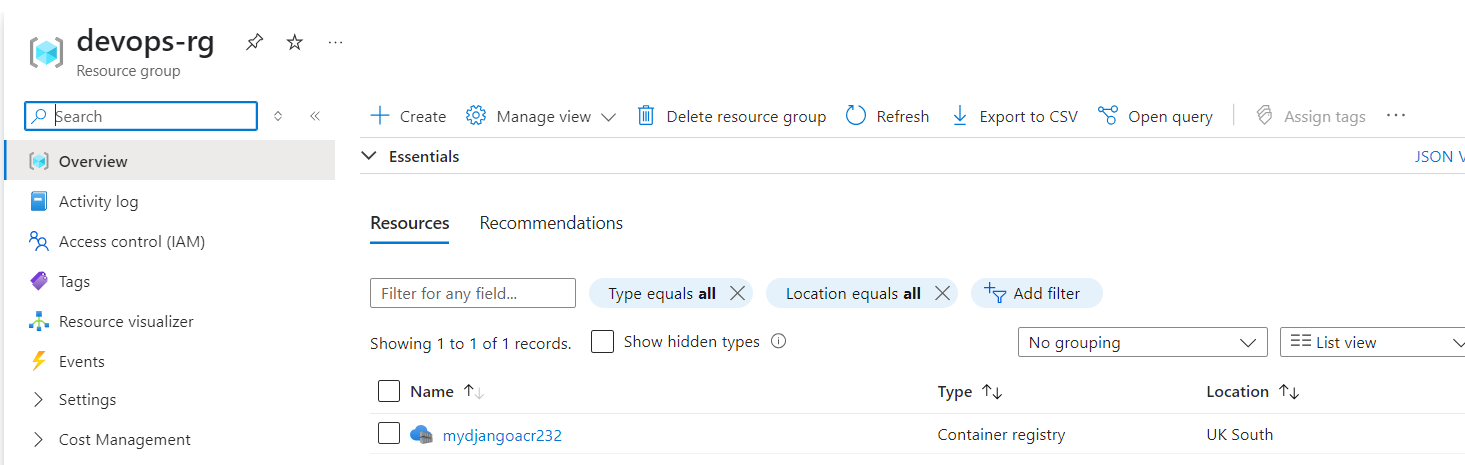 devops-rg
Resource group
Search
Create Manage view Delete resource group Refresh Export to CSV Open query Assign tags
Overview
Essentials
JSON V
Activity log
Access control (IAM)
Tags
Resource visualizer
Events
Settings
Cost Management
Resources Recommendations
Filter for any field... Type equals all Location equals all Add filter
Showing 1 to 1 of 1 records. Show hidden types No grouping List view
Name Type Location
mydjangoacr232 Container registry UK South